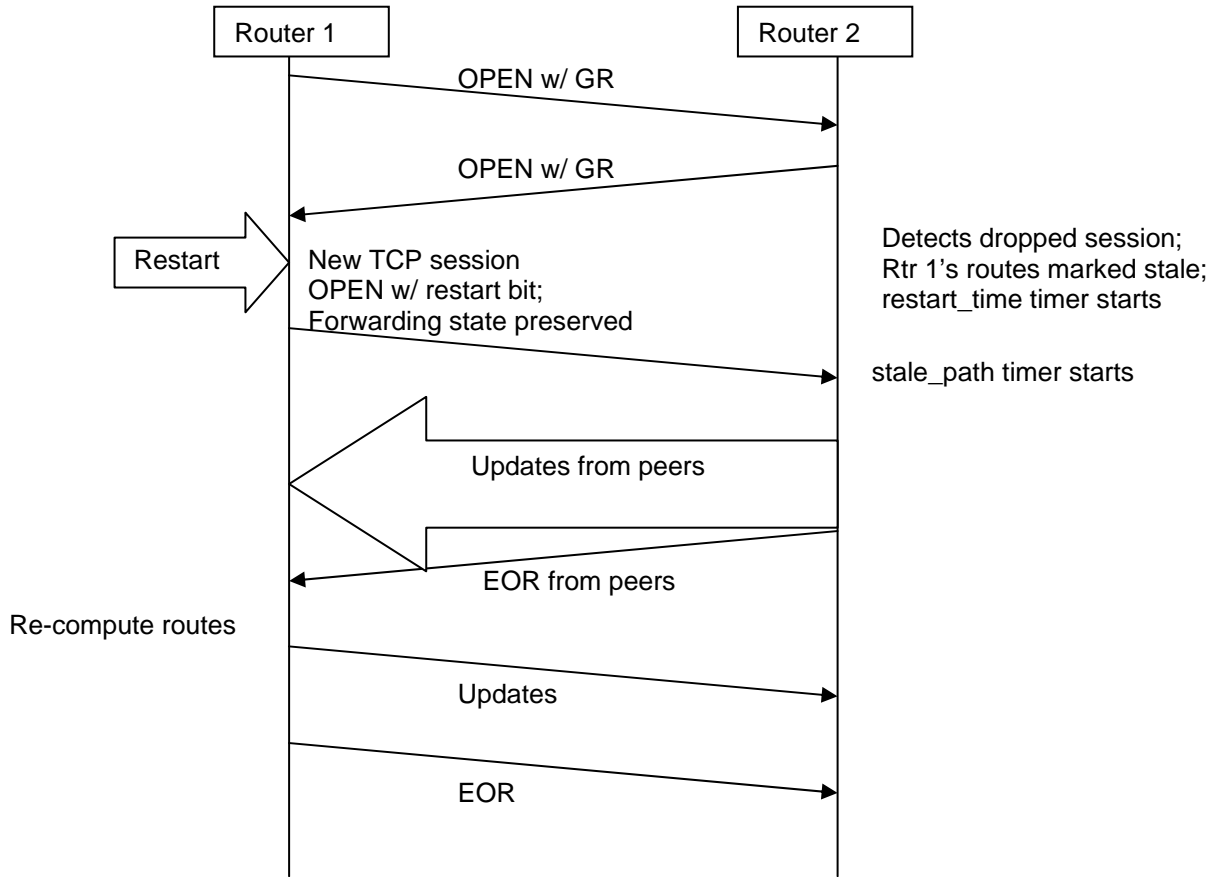 Router 1
Router 2
OPEN w/ GR
OPEN w/ GR
Restart
New TCP session
OPEN w/ restart bit;
Forwarding state preserved
Detects dropped session;
Rtr 1's routes marked stale;
restart_time timer starts
stale_path timer starts
Updates from peers
EOR from peers
Re-compute routes
Updates
EOR